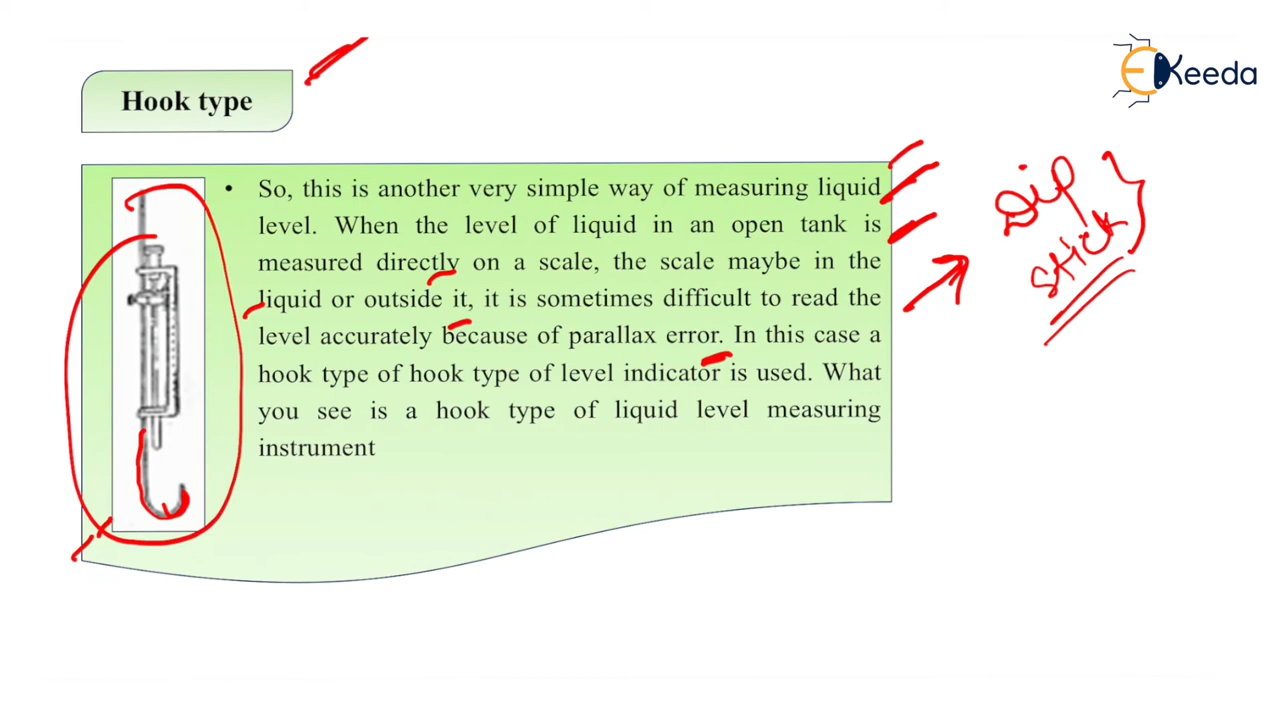 EKeeda
Hook type
• So, this is another very simple way of measuring liquid
level. When the level of liquid in an open tank is
measured directly on a scale, the scale maybe in the
liquid or outside it, it is sometimes difficult to read the
level accurately because of parallax error. In this case a
hook type of hook type of level indicator is used. What
you see is a hook type of liquid level measuring
instrument
Dip
stick